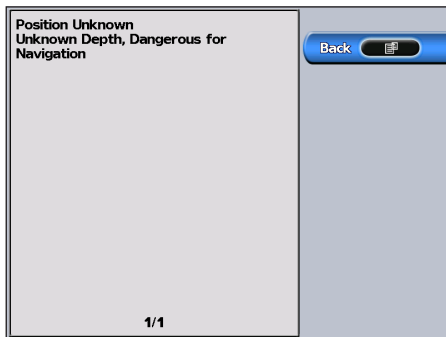 Position Unknown
Unknown Depth, Dangerous for
Navigation
Back
1/1